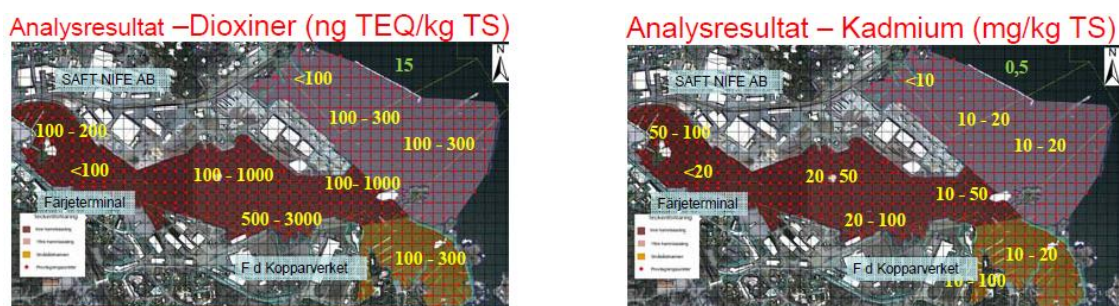 Analysresultat –Dioxiner (ng TEQ/kg TS)
N
SAFT NIFE AB
<100
15
100 - 300
100 - 200
100 - 300
<100
100 - 1000
100- 1000
Färjeterminal
500 - 3000
100 - 300
F d Kopparverket
Analysresultat – Kadmium (mg/kg TS)
N
SAFT NIFE AB
<10
0,5
10 - 20
50 - 100
10 - 20
<20
20 - 50
10 - 50
Färjeterminal
20 - 100
10 - 20
F d Kopparverket